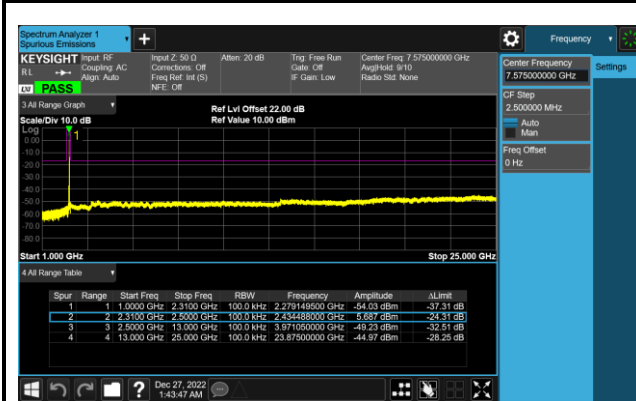 Spectrum Analyzer 1
Spurious Emissions
Frequency
KEYSIGHT
R L
LXI PASS
Input: RF
Coupling: AC
Align: Auto
Input Z: 50 Ω
Corrections: Off
Freq Ref: Int (S)
NFE: Off
Atten: 20 dB
Trig: Free Run
Gate: Off
IF Gain: Low
Center Freq: 7.575000000 GHz
Avg|Hold: 9/10
Radio Std: None
Center Frequency
7.575000000 GHz
Settings
CF Step
2.500000 MHz
Auto
Man
Freq Offset
0 Hz
3 All Range Graph
Scale/Div 10.0 dB
Ref Lvl Offset 22.00 dB
Ref Value 10.00 dBm
Log
1
0.00
-10.0
-20.0
-30.0
-40.0
-50.0
-60.0
-70.0
-80.0
Start 1.000 GHz
Stop 25.000 GHz
4 All Range Table
Spur Range Start Freq Stop Freq RBW Frequency Amplitude ΔLimit
1 1 1.0000 GHz 2.3100 GHz 100.0 kHz 2.279149500 GHz -54.03 dBm -37.31 dB
2 2 2.3100 GHz 2.5000 GHz 100.0 kHz 2.434488000 GHz 5.687 dBm -24.31 dB
3 3 2.5000 GHz 13.000 GHz 100.0 kHz 3.971050000 GHz -49.23 dBm -32.51 dB
4 4 13.000 GHz 25.000 GHz 100.0 kHz 23.87500000 GHz -44.97 dBm -28.25 dB
?
Dec 27, 2022
1:43:47 AM